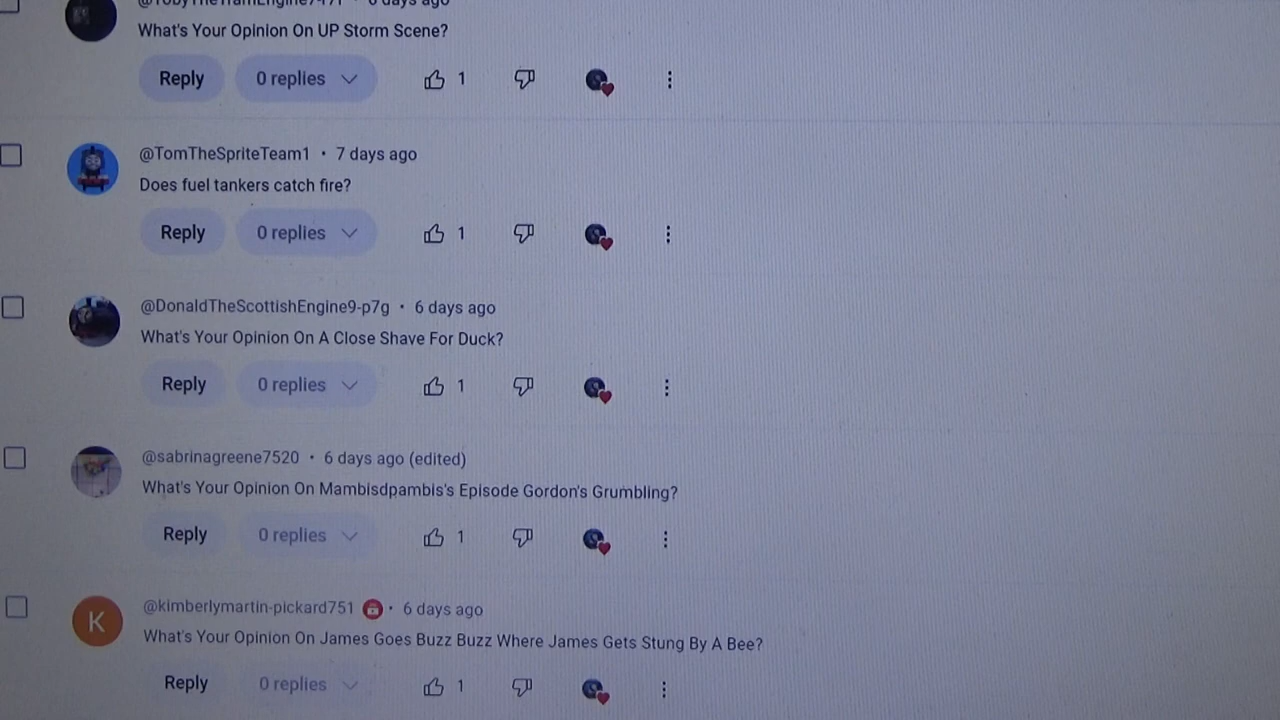 6 days ago
What's Your Opinion On UP Storm Scene?
Reply 0 replies 1
@TomTheSpriteTeam1 • 7 days ago
Does fuel tankers catch fire?
Reply 0 replies 1
@DonaldTheScottishEngine9-p7g • 6 days ago
What's Your Opinion On A Close Shave For Duck?
Reply 0 replies 1
@sabrinagreene7520 • 6 days ago (edited)
What's Your Opinion On Mambisdpambis's Episode Gordon's Grumbling?
Reply 0 replies 1
K @kimberlymartin-pickard751 • 6 days ago
What's Your Opinion On James Goes Buzz Buzz Where James Gets Stung By A Bee?
Reply 0 replies 1